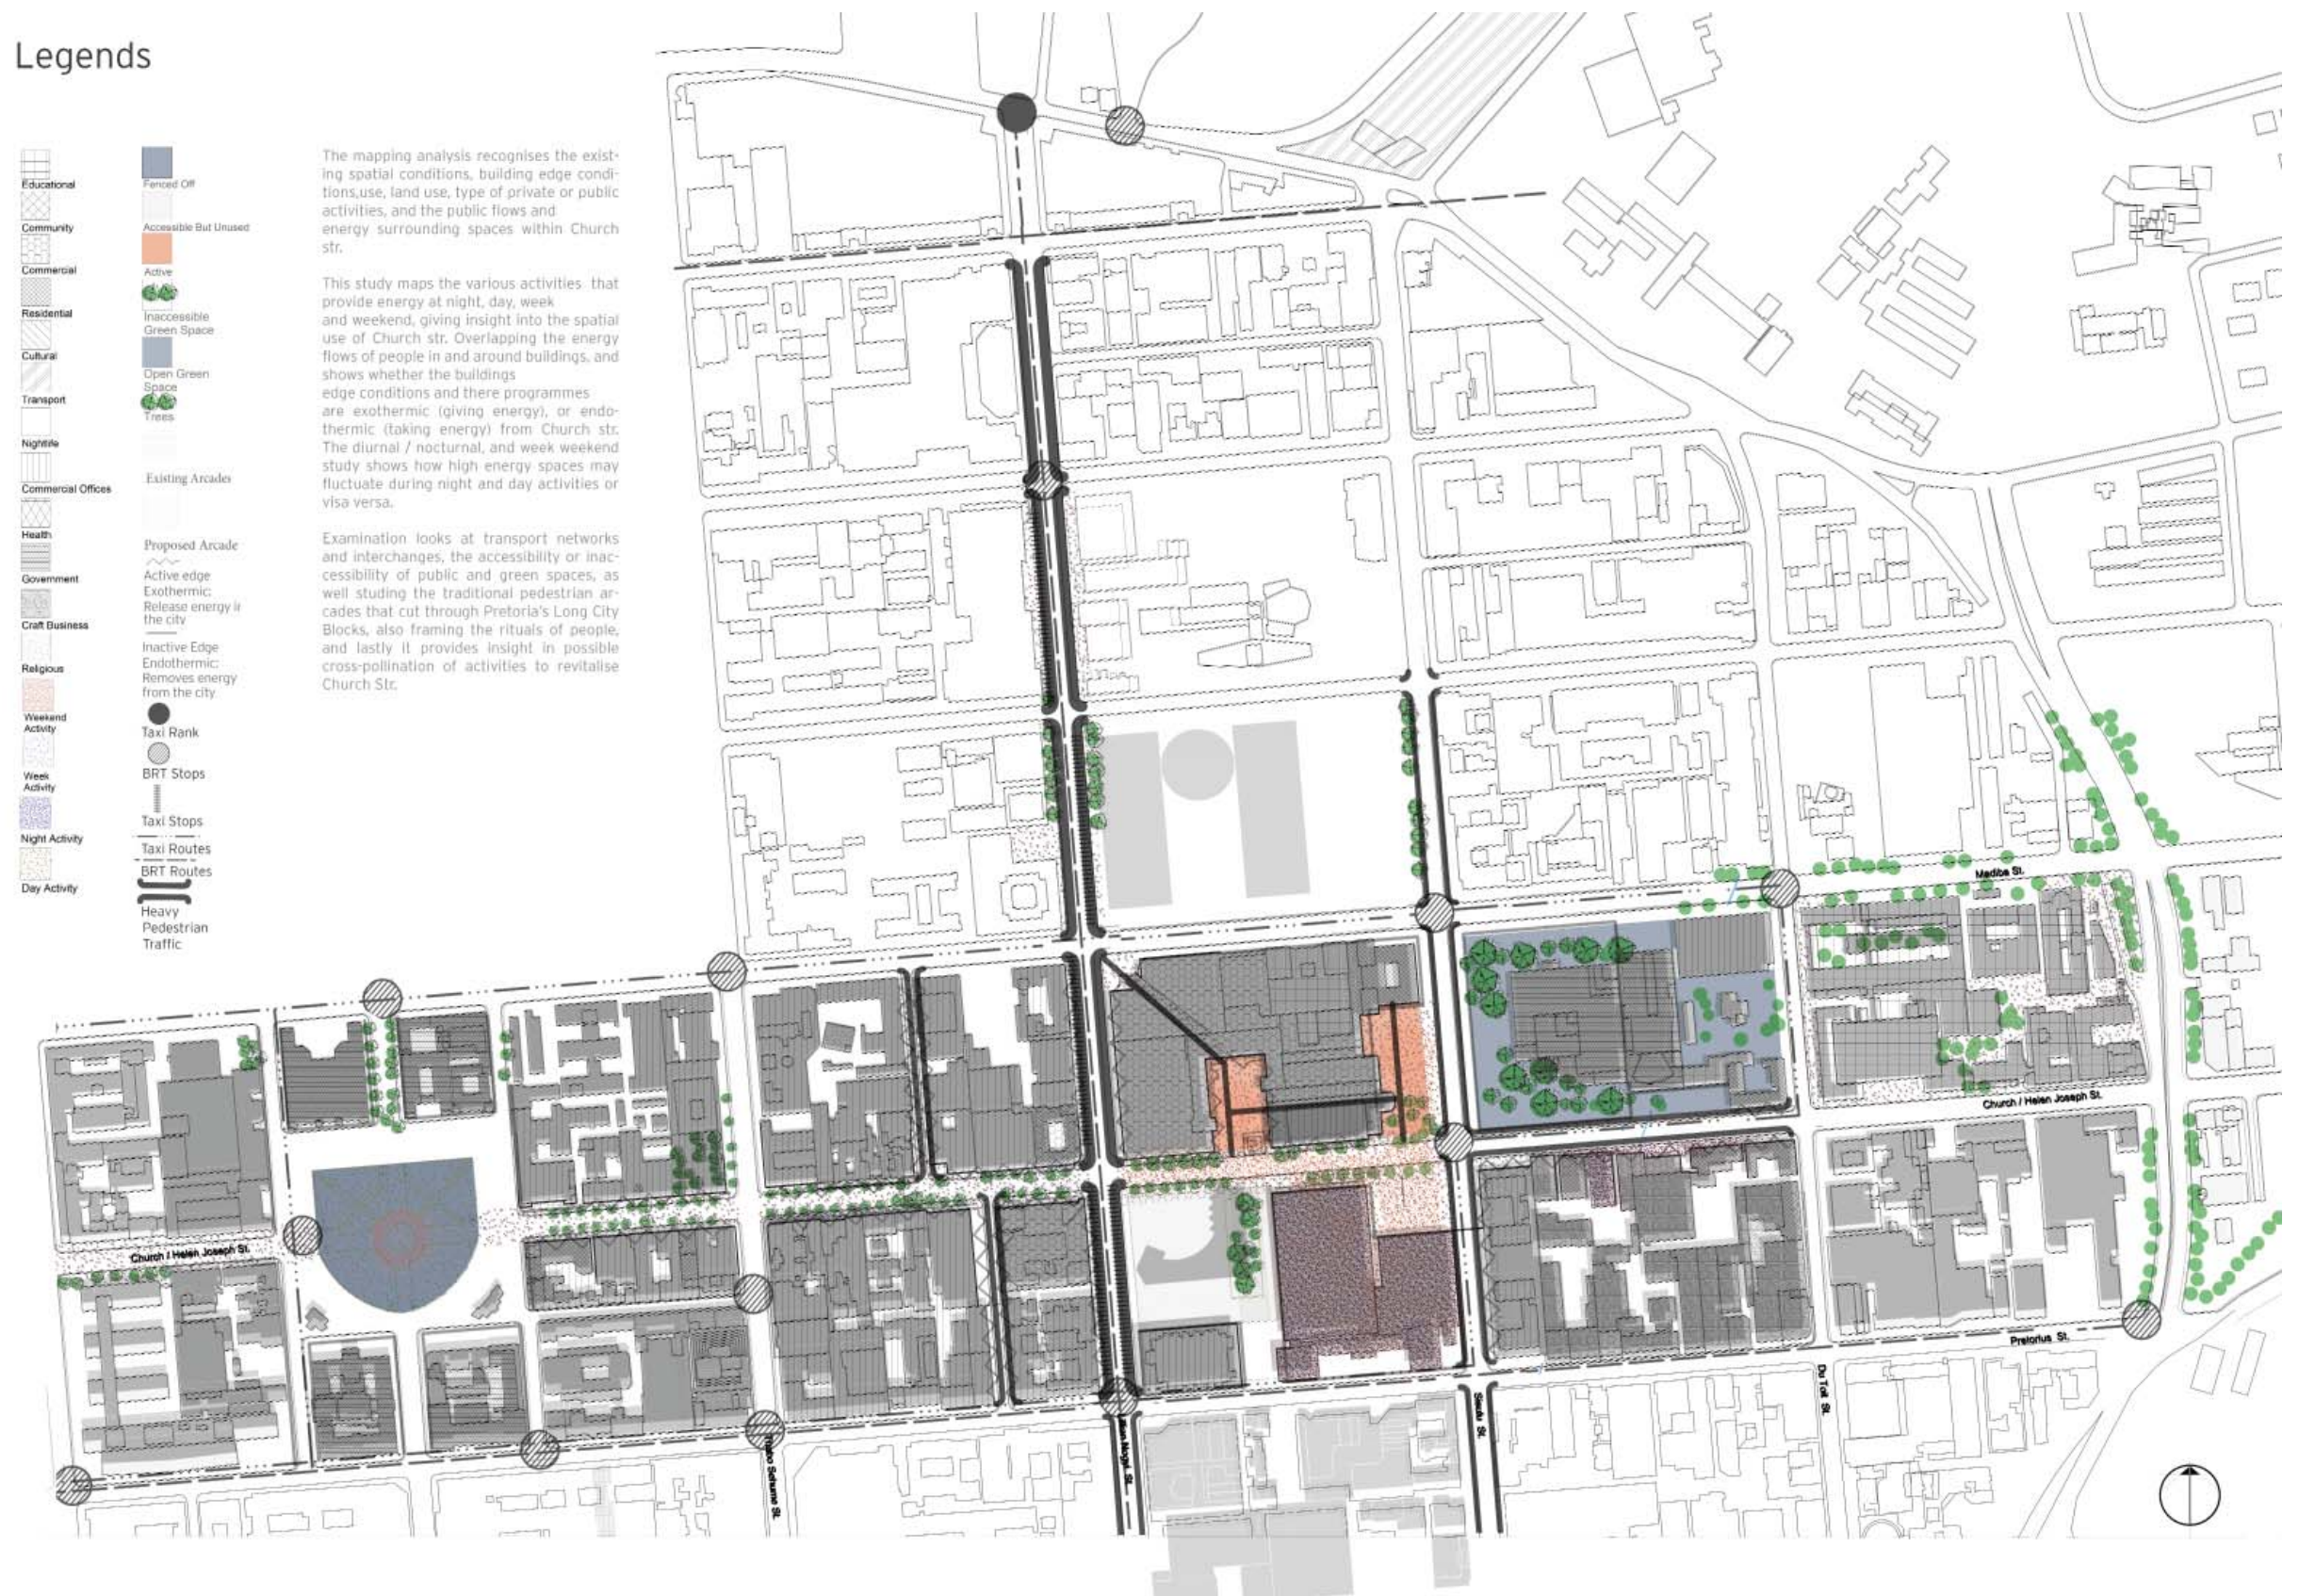 Legends
Educational
Community
Commercial
Residential
Cultural
Transport
Nightlife
Commercial Offices
Health
Government
Craft Business
Religious
Weekend
Activity
Week
Activity
Night Activity
Day Activity
Fenced Off
Accessible But Unused
Active
Inaccessible
Green Space
Open Green
Space
Trees
Existing Arcades
Proposed Arcade
Active edge
Exothermic:
Release energy ir
the city
Inactive Edge
Endothermic:
Removes energy
from the city
Taxi Rank
BRT Stops
Taxi Stops
Taxi Routes
BRT Routes
Heavy
Pedestrian
Traffic
The mapping analysis recognises the exist-
ing spatial conditions, building edge condi-
tions,use, land use, type of private or public
activities, and the public flows and
energy surrounding spaces within Church
str.
This study maps the various activities that
provide energy at night, day, week
and weekend, giving insight into the spatial
use of Church str. Overlapping the energy
flows of people in and around buildings, and
shows whether the buildings
edge conditions and there programmes
are exothermic (giving energy), or endo-
thermic (taking energy) from Church str.
The diurnal / nocturnal, and week weekend
study shows how high energy spaces may
fluctuate during night and day activities or
visa versa.
Examination looks at transport networks
and interchanges, the accessibility or inac-
cessibility of public and green spaces, as
well studing the traditional pedestrian ar-
cades that cut through Pretoria's Long City
Blocks, also framing the rituals of people,
and lastly it provides insight in possible
cross-pollination of activities to revitalise
Church Str.
Madiba St.
Church / Helen Joseph St.
Church / Helen Joseph St.
Pretorius St.
Du Toit St.
Sisulu St.
St.
Sehume St.